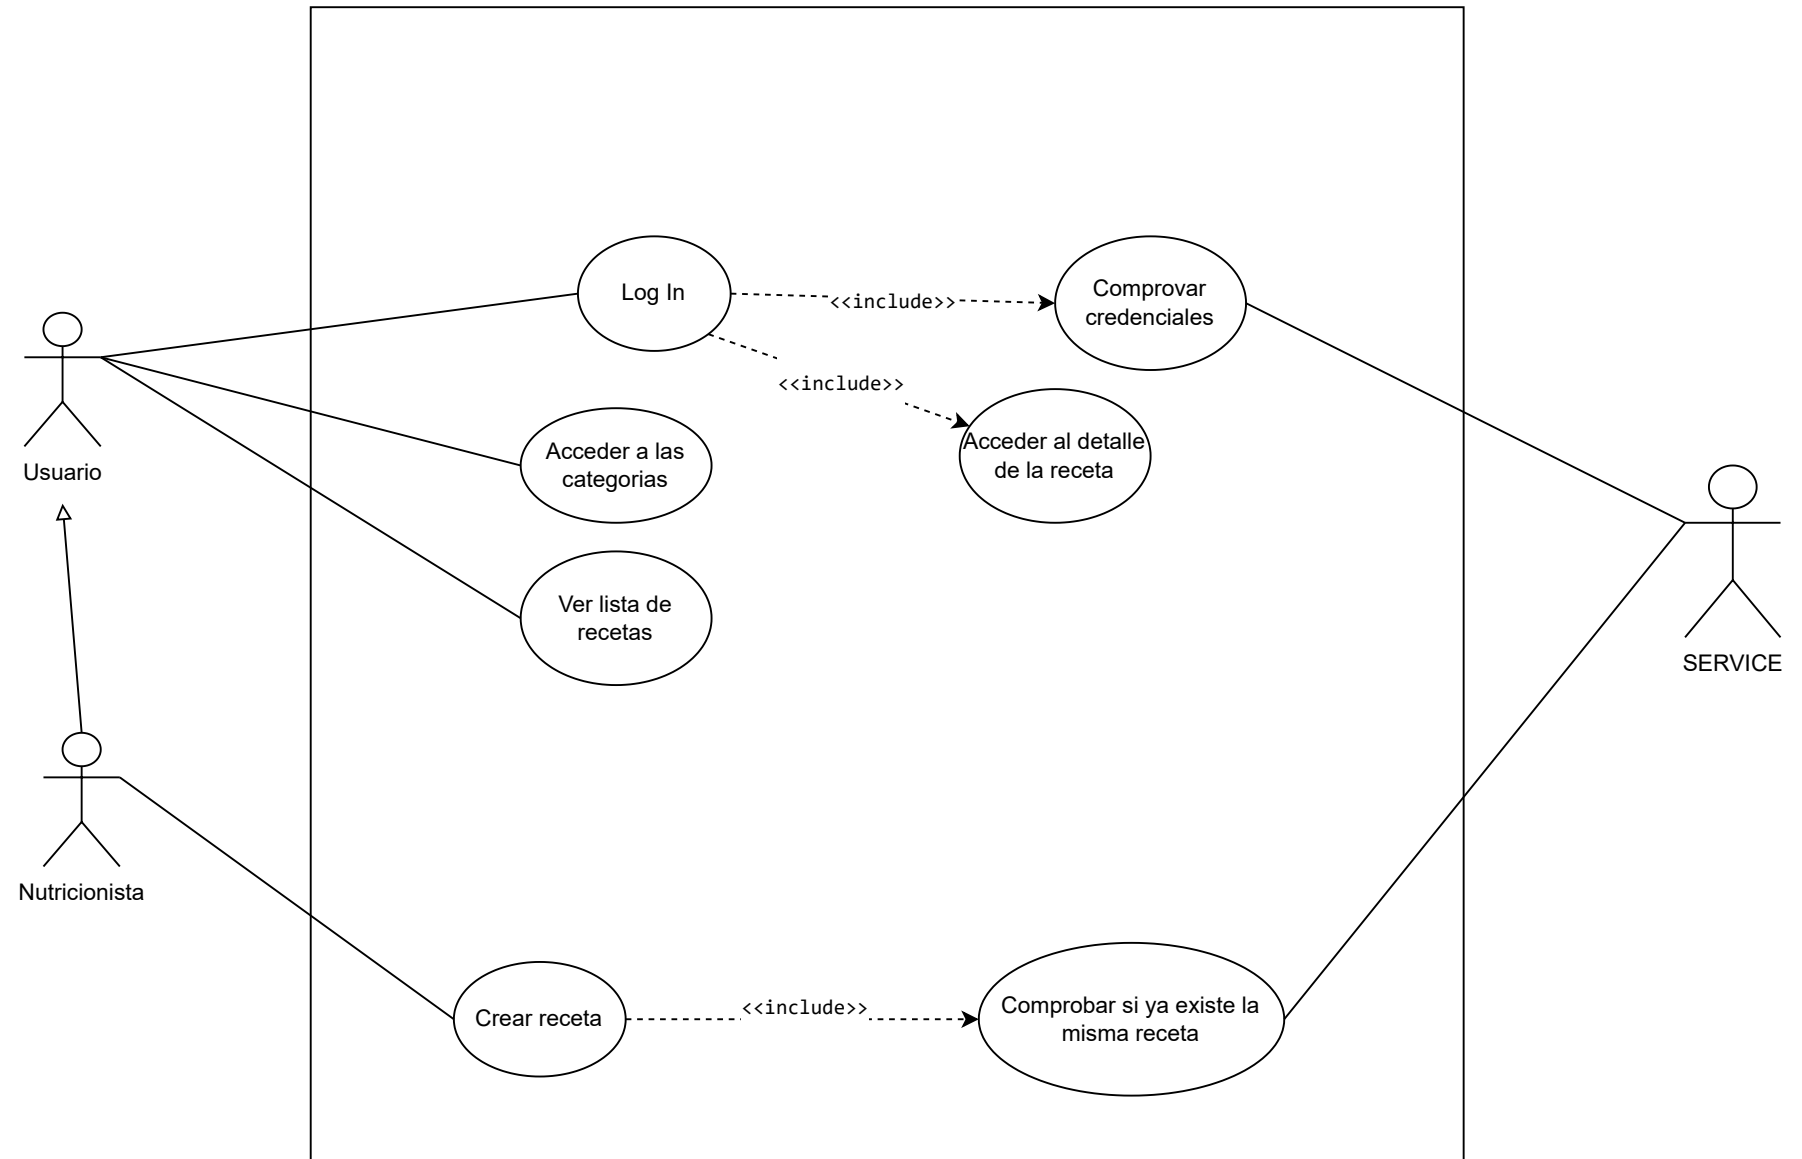 Log In
<<include>>
Comprovar
credenciales
<<include>>
Acceder a las
categorias
Acceder al detalle
de la receta
Usuario
Ver lista de
recetas
SERVICE
Nutricionista
Crear receta
<<include>>
Comprobar si ya existe la
misma receta